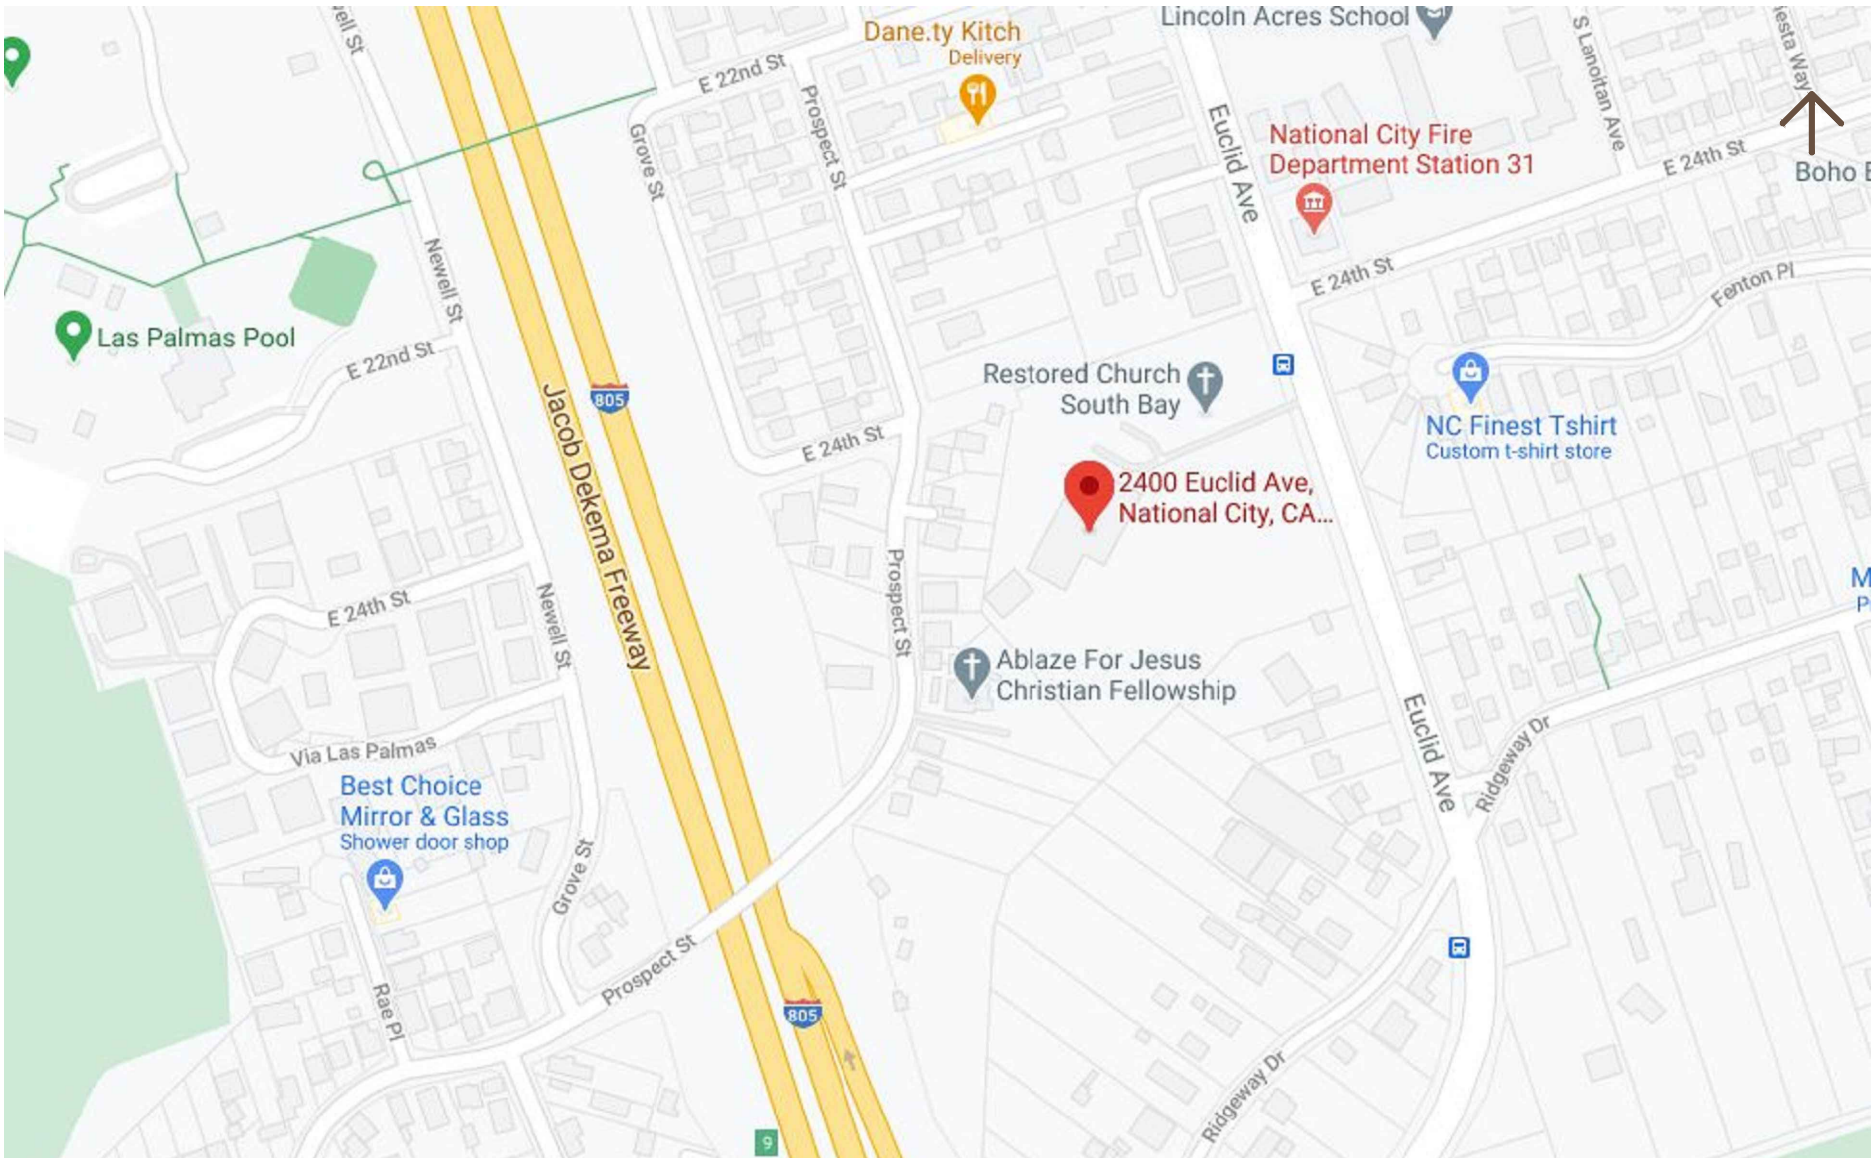 ell St
Dane.ty Kitch
Delivery
Lincoln Acres School
S Lanoitan Ave
iesta Way
E 22nd St
Prospect St
Grove St
Euclid Ave
National City Fire
Department Station 31
E 24th St
Boho E
Newell St
E 24th St
Fenton Pl
Las Palmas Pool
E 22nd St
Jacob Dekema Freeway
805
Restored Church
South Bay
E 24th St
NC Finest Tshirt
Custom t-shirt store
2400 Euclid Ave,
National City, CA...
Prospect St
E 24th St
Newell St
M
P
Ablaze For Jesus
Christian Fellowship
Euclid Ave
Ridgeway Dr
Via Las Palmas
Best Choice
Mirror & Glass
Shower door shop
Grove St
Prospect St
Rae Pl
805
Ridgeway Dr
9